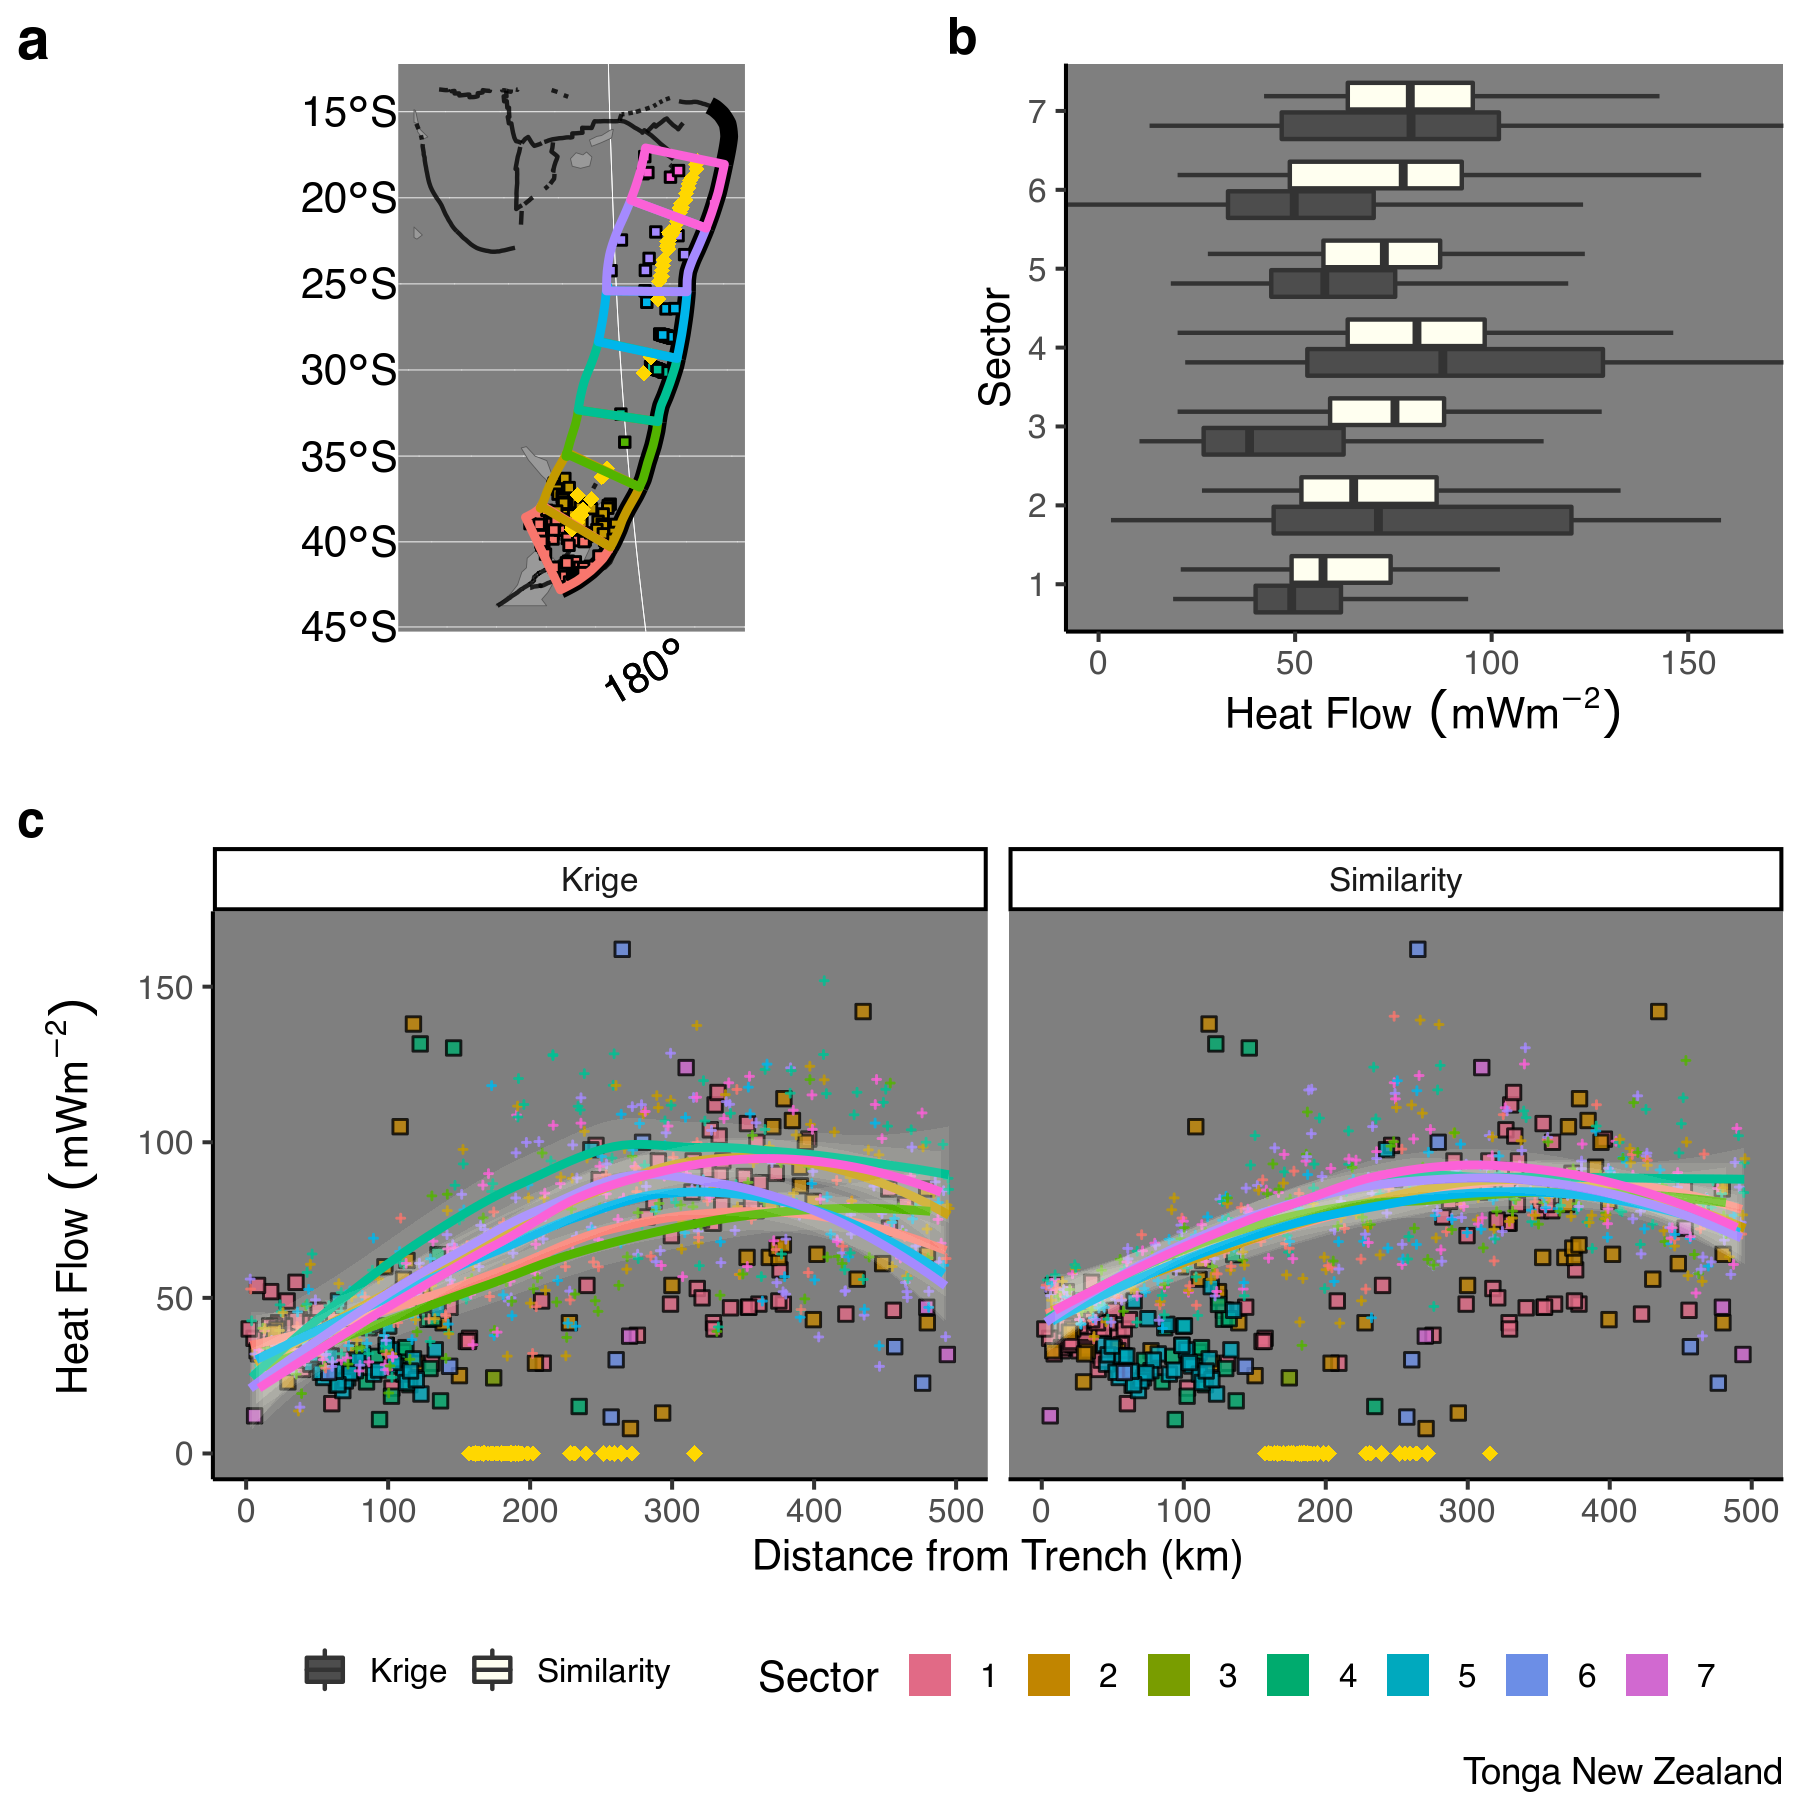 a
15°S
20°S
25°S
30°S
35°S
40°S
45°S
180°
b
Sector
7
6
5
4
3
2
1
0 50 100 150
Heat Flow (mWm−2)
c
Krige Similarity
Heat Flow (mWm−2)
150
100
50
0
0 100 200 300 400 500 0 100 200 300 400 500
Distance from Trench (km)
Krige Similarity Sector 1 2 3 4 5 6 7
Tonga New Zealand